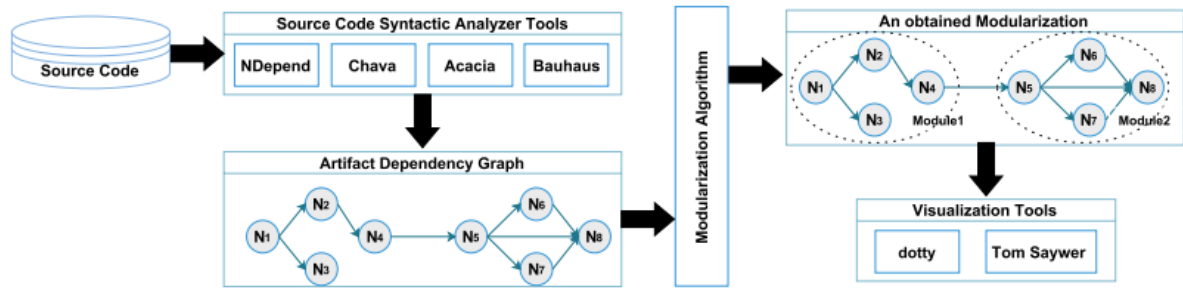 Source Code
Source Code Syntactic Analyzer Tools
NDepend
Chava
Acacia
Bauhaus
Artifact Dependency Graph
N1
N2
N3
N4
N5
N6
N7
N8
Modularization Algorithm
An obtained Modularization
N1
N2
N3
N4
Module1
N5
N6
N7
N8
Module2
Visualization Tools
dotty
Tom Saywer